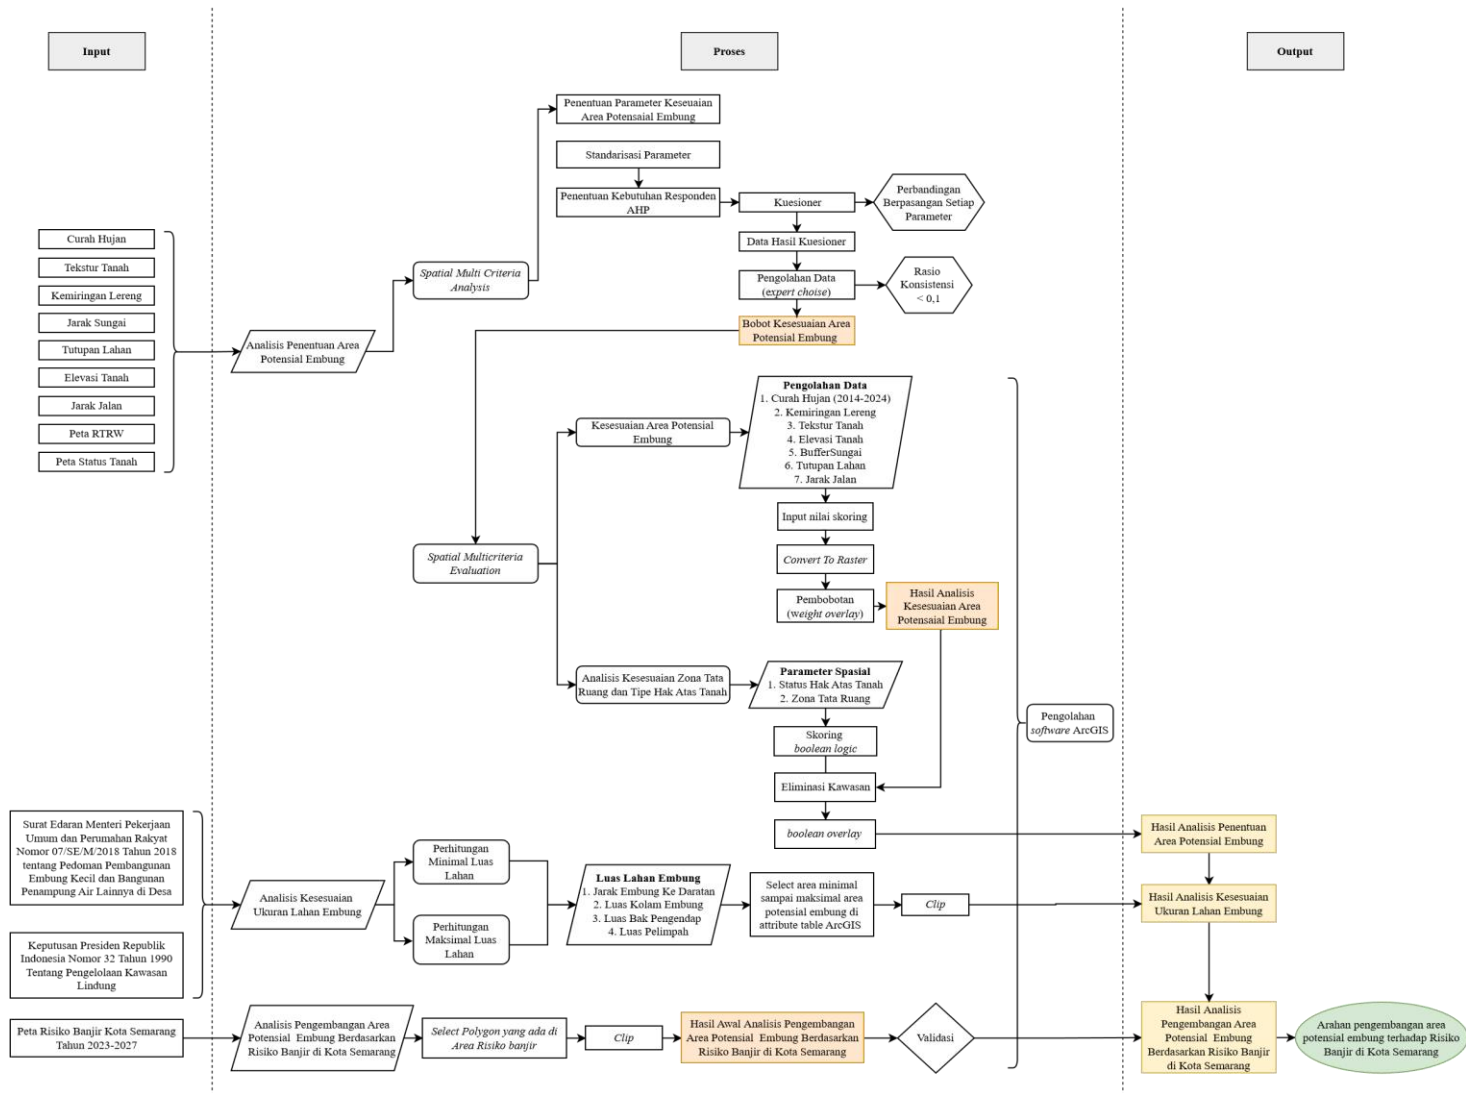 Input
Proses
Output
Penentuan Parameter Keseuaian
Area Potensaial Embung
Standarisasi Parameter
Penentuan Kebutuhan Responden
AHP
Kuesioner
Perbandingan
Berpasangan Setiap
Parameter
Data Hasil Kuesioner
Pengolahan Data
(expert choise)
Rasio
Konsistensi
< 0,1
Bobot Kesesuaian Area
Potensial Embung
Curah Hujan
Tekstur Tanah
Kemiringan Lereng
Jarak Sungai
Tutupan Lahan
Elevasi Tanah
Jarak Jalan
Peta RTRW
Peta Status Tanah
Analisis Penentuan Area
Potensial Embung
Spatial Multi Criteria
Analysis
Spatial Multicriteria
Evaluation
Kesesuaian Area Potensial
Embung
Pengolahan Data
1. Curah Hujan (2014-2024)
2. Kemiringan Lereng
3. Tekstur Tanah
4. Elevasi Tanah
5. BufferSungai
6. Tutupan Lahan
7. Jarak Jalan
Input nilai skoring
Convert To Raster
Pembobotan
(weight overlay)
Hasil Analisis
Kesesuaian Area
Potensaial Embung
Analisis Kesesuaian Zona Tata
Ruang dan Tipe Hak Atas Tanah
Parameter Spasial
1. Status Hak Atas Tanah
2. Zona Tata Ruang
Skoring
boolean logic
Eliminasi Kawasan
boolean overlay
Pengolahan
software ArcGIS
Surat Edaran Menteri Pekerjaan
Umum dan Perumahan Rakyat
Nomor 07/SE/M/2018 Tahun 2018
tentang Pedoman Pembangunan
Embung Kecil dan Bangunan
Penampung Air Lainnya di Desa
Keputusan Presiden Republik
Indonesia Nomor 32 Tahun 1990
Tentang Pengelolaan Kawasan
Lindung
Analisis Kesesuaian
Ukuran Lahan Embung
Perhitungan
Minimal Luas
Lahan
Perhitungan
Maksimal Luas
Lahan
Luas Lahan Embung
1. Jarak Embung Ke Daratan
2. Luas Kolam Embung
3. Luas Bak Pengendap
4. Luas Pelimpah
Select area minimal
sampai maksimal area
potensial embung di
attribute table ArcGIS
Clip
Hasil Analisis Penentuan
Area Potensial Embung
Hasil Analisis Kesesuaian
Ukuran Lahan Embung
Peta Risiko Banjir Kota Semarang
Tahun 2023-2027
Analisis Pengembangan Area
Potensial Embung Berdasarkan
Risiko Banjir di Kota Semarang
Select Polygon yang ada di
Area Risiko banjir
Clip
Hasil Awal Analisis Pengembangan
Area Potensial Embung Berdasarkan
Risiko Banjir di Kota Semarang
Validasi
Hasil Analisis
Pengembangan Area
Potensial Embung
Berdasarkan Risiko Banjir
di Kota Semarang
Arahan pengembangan area
potensial embung terhadap Risiko
Banjir di Kota Semarang